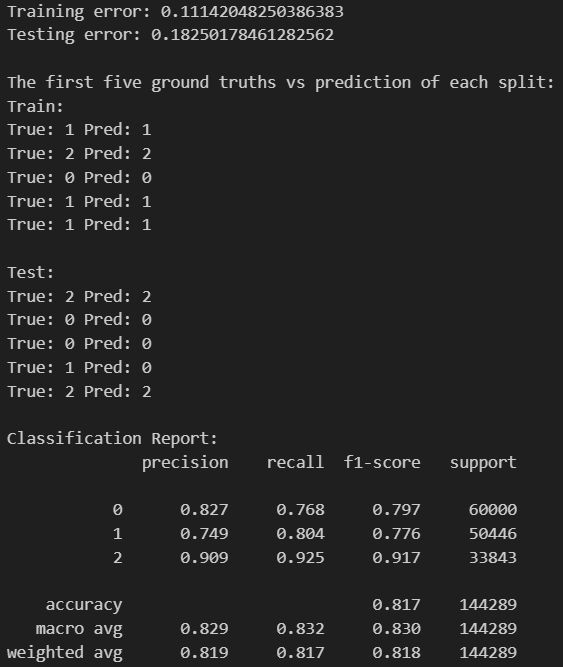 Training error: 0.11142048250386383
Testing error: 0.18250178461282562
The first five ground truths vs prediction of each split:
Train:
True: 1 Pred: 1
True: 2 Pred: 2
True: 0 Pred: 0
True: 1 Pred: 1
True: 1 Pred: 1
Test:
True: 2 Pred: 2
True: 0 Pred: 0
True: 0 Pred: 0
True: 1 Pred: 0
True: 2 Pred: 2
Classification Report:
precision recall f1-score support
0 0.827 0.768 0.797 60000
1 0.749 0.804 0.776 50446
2 0.909 0.925 0.917 33843
accuracy 0.817 144289
macro avg 0.829 0.832 0.830 144289
weighted avg 0.819 0.817 0.818 144289